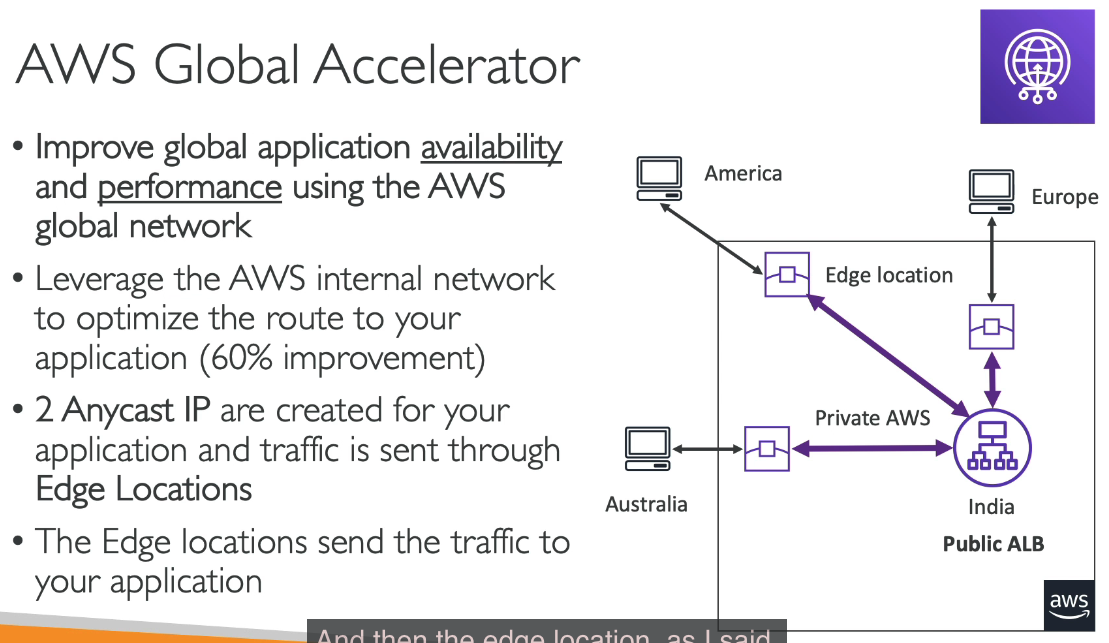 AWS Global Accelerator
• Improve global application availability
and performance using the AWS
global network
• Leverage the AWS internal network
to optimize the route to your
application (60% improvement)
• 2 Anycast IP are created for your
application and traffic is sent through
Edge Locations
• The Edge locations send the traffic to
your application
America
Europe
Edge location
Private AWS
Australia
India
Public ALB
aws
And then the edge location, as I said